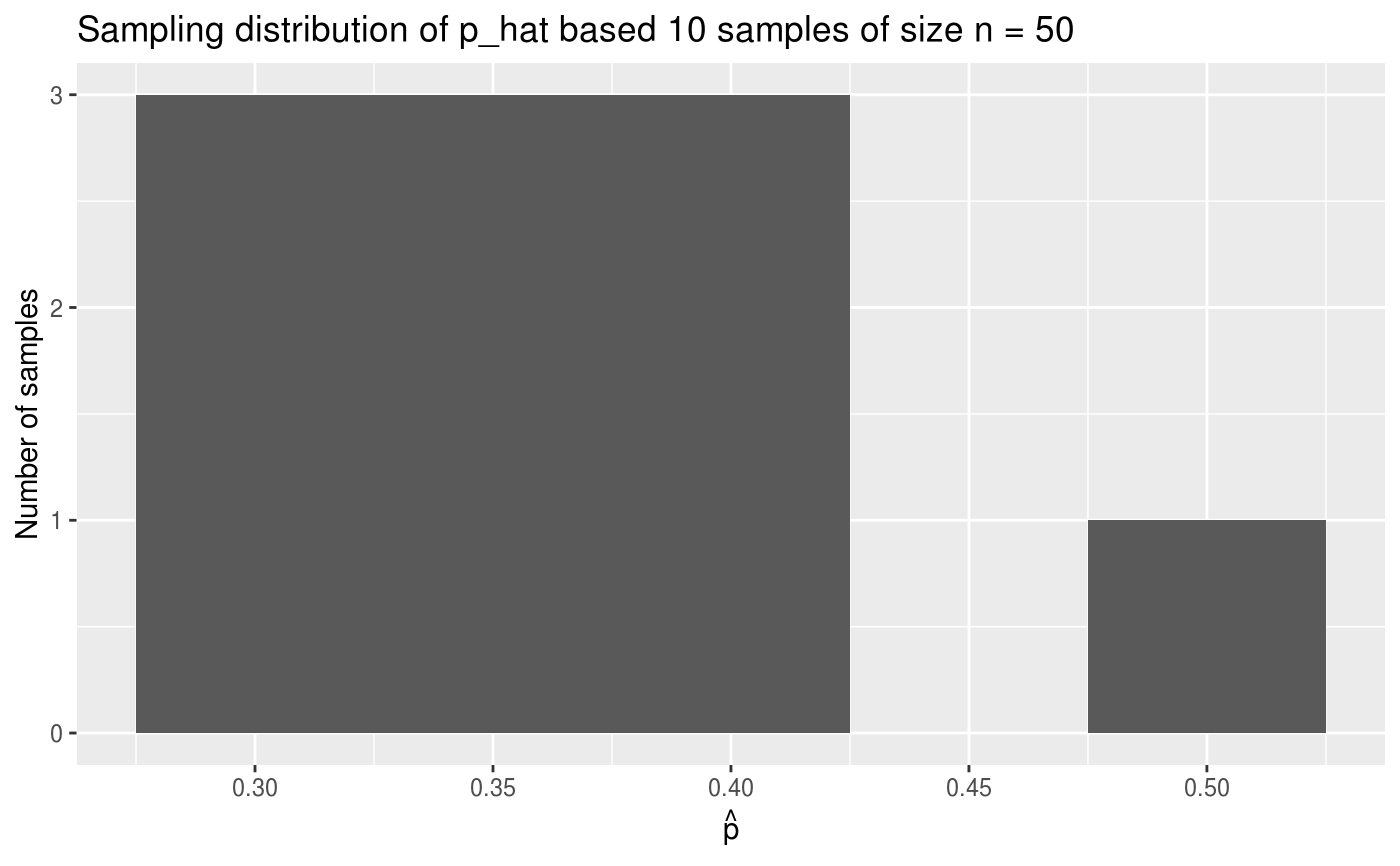 Sampling distribution of p_hat based 10 samples of size n = 50
3
2
1
0
Number of samples
0.30 0.35 0.40 0.45 0.50
p̂